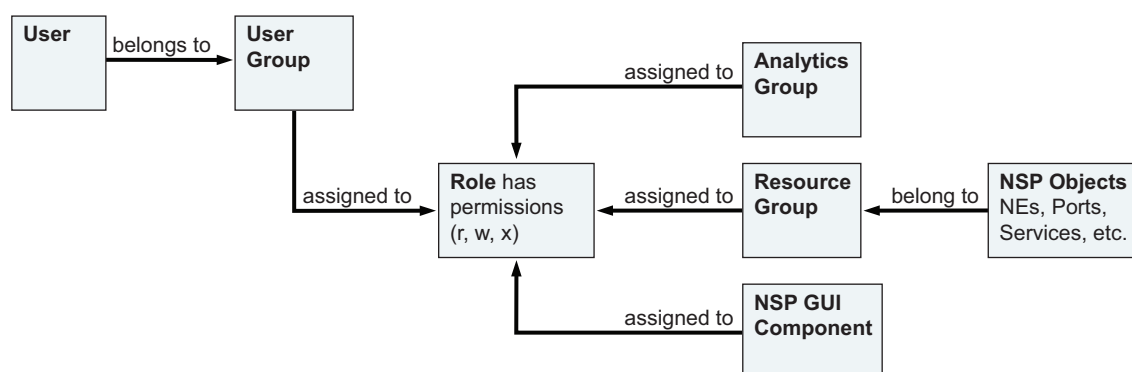 User
belongs to
User
Group
assigned to
Analytics
Group
assigned to
Role has
permissions
(r, w, x)
assigned to
Resource
Group
belong to
NSP Objects
NEs, Ports,
Services, etc.
assigned to
NSP GUI
Component